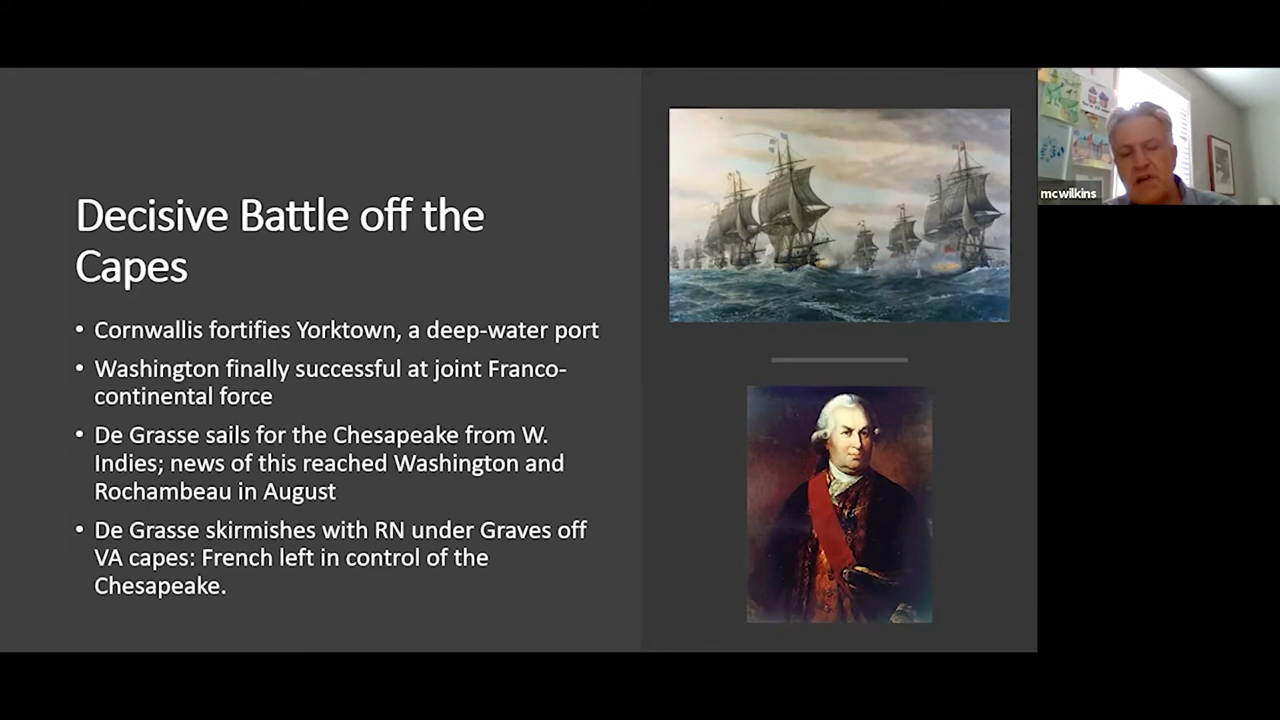 Decisive Battle off the
Capes
• Cornwallis fortifies Yorktown, a deep-water port
• Washington finally successful at joint Franco-
continental force
• De Grasse sails for the Chesapeake from W.
Indies; news of this reached Washington and
Rochambeau in August
• De Grasse skirmishes with RN under Graves off
VA capes: French left in control of the
Chesapeake.
mcwilkins